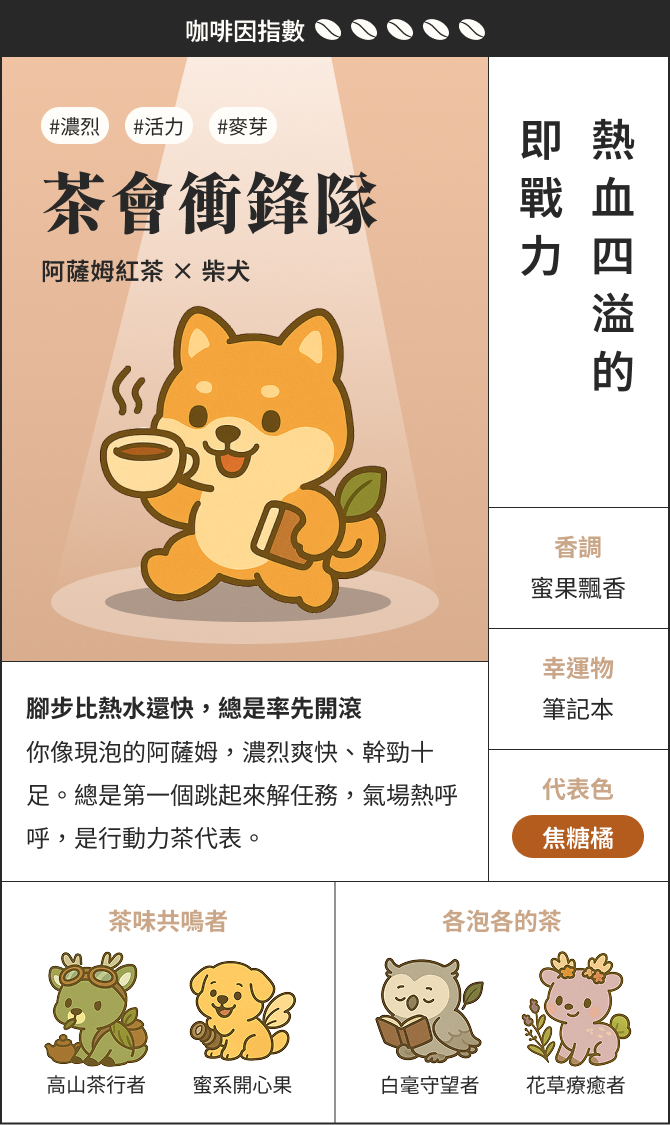 咖啡因指數
#濃烈 #活力 #麥芽
茶會衝鋒隊
阿薩姆紅茶 × 柴犬
熱血四溢的
即戰力
香調
蜜果飄香
幸運物
筆記本
代表色
焦糖橘
腳步比熱水還快，總是率先開滾
你像現泡的阿薩姆，濃烈爽快、幹勁十
足。總是第一個跳起來解任務，氣場熱呼
呼，是行動力茶代表。
茶味共鳴者
高山茶行者
蜜系開心果
各泡各的茶
白毫守望者
花草療癒者